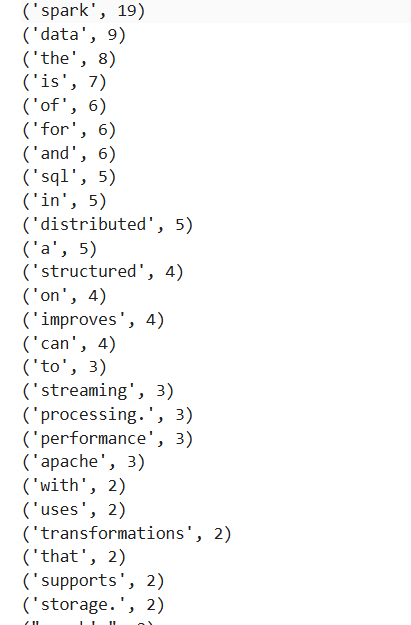 ('spark', 19)
('data', 9)
('the', 8)
('is', 7)
('of', 6)
('for', 6)
('and', 6)
('sql', 5)
('in', 5)
('distributed', 5)
('a', 5)
('structured', 4)
('on', 4)
('improves', 4)
('can', 4)
('to', 3)
('streaming', 3)
('processing.', 3)
('performance', 3)
('apache', 3)
('with', 2)
('uses', 2)
('transformations', 2)
('that', 2)
('supports', 2)
('storage.', 2)